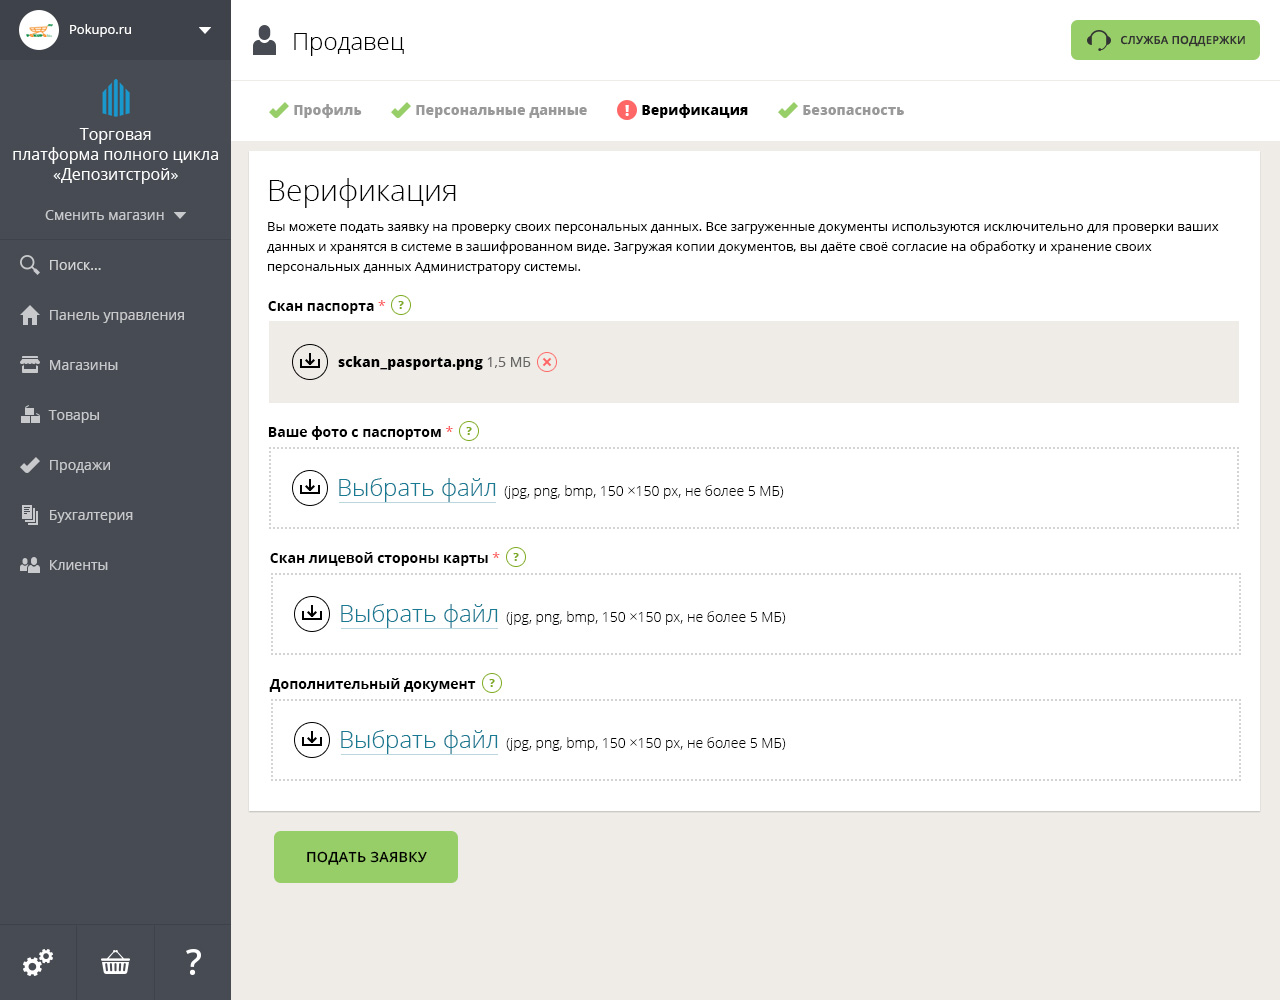 Pokupo.ru
Торговая
платформа полного цикла
«Депозитстрой»
Сменить магазин
Поиск...
Панель управления
Магазины
Товары
Продажи
Бухгалтерия
Клиенты
?
Продавец
СЛУЖБА ПОДДЕРЖКИ
Профиль Персональные данные ! Верификация Безопасность
Верификация
Вы можете подать заявку на проверку своих персональных данных. Все загруженные документы используются исключительно для проверки ваших
данных и хранятся в системе в зашифрованном виде. Загружая копии документов, вы даёте своё согласие на обработку и хранение своих
персональных данных Администратору системы.
Скан паспорта * ?
sckan_pasporta.png 1,5 МБ
Ваше фото с паспортом * ?
Выбрать файл (jpg, png, bmp, 150 ×150 px, не более 5 МБ)
Скан лицевой стороны карты * ?
Выбрать файл (jpg, png, bmp, 150 ×150 px, не более 5 МБ)
Дополнительный документ ?
Выбрать файл (jpg, png, bmp, 150 ×150 px, не более 5 МБ)
ПОДАТЬ ЗАЯВКУ